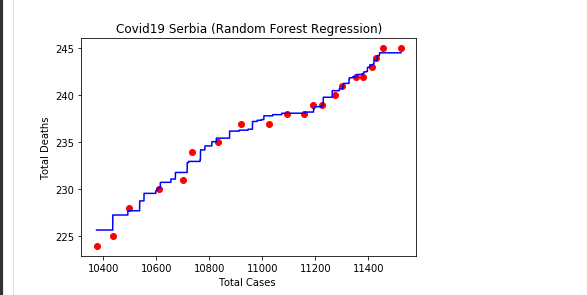 Covid19 Serbia (Random Forest Regression)
245
240
235
230
225
Total Deaths
10400 10600 10800 11000 11200 11400
Total Cases